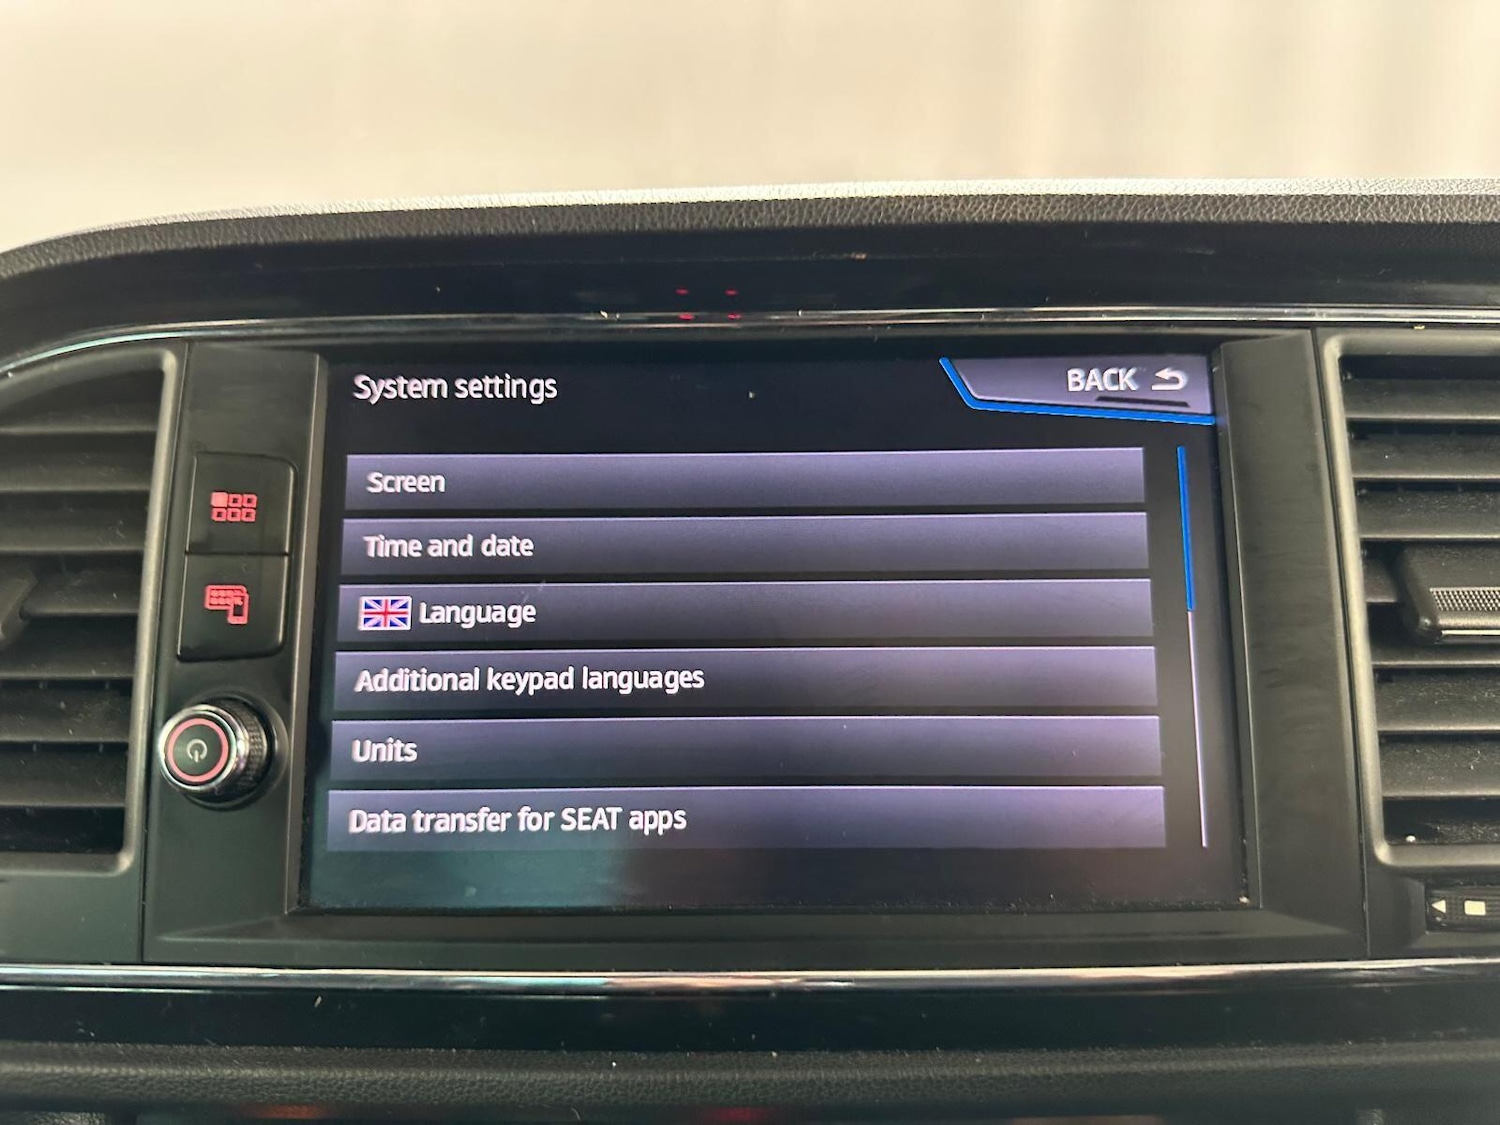 System settings
BACK
Screen
Time and date
Language
Additional keypad languages
Units
Data transfer for SEAT apps